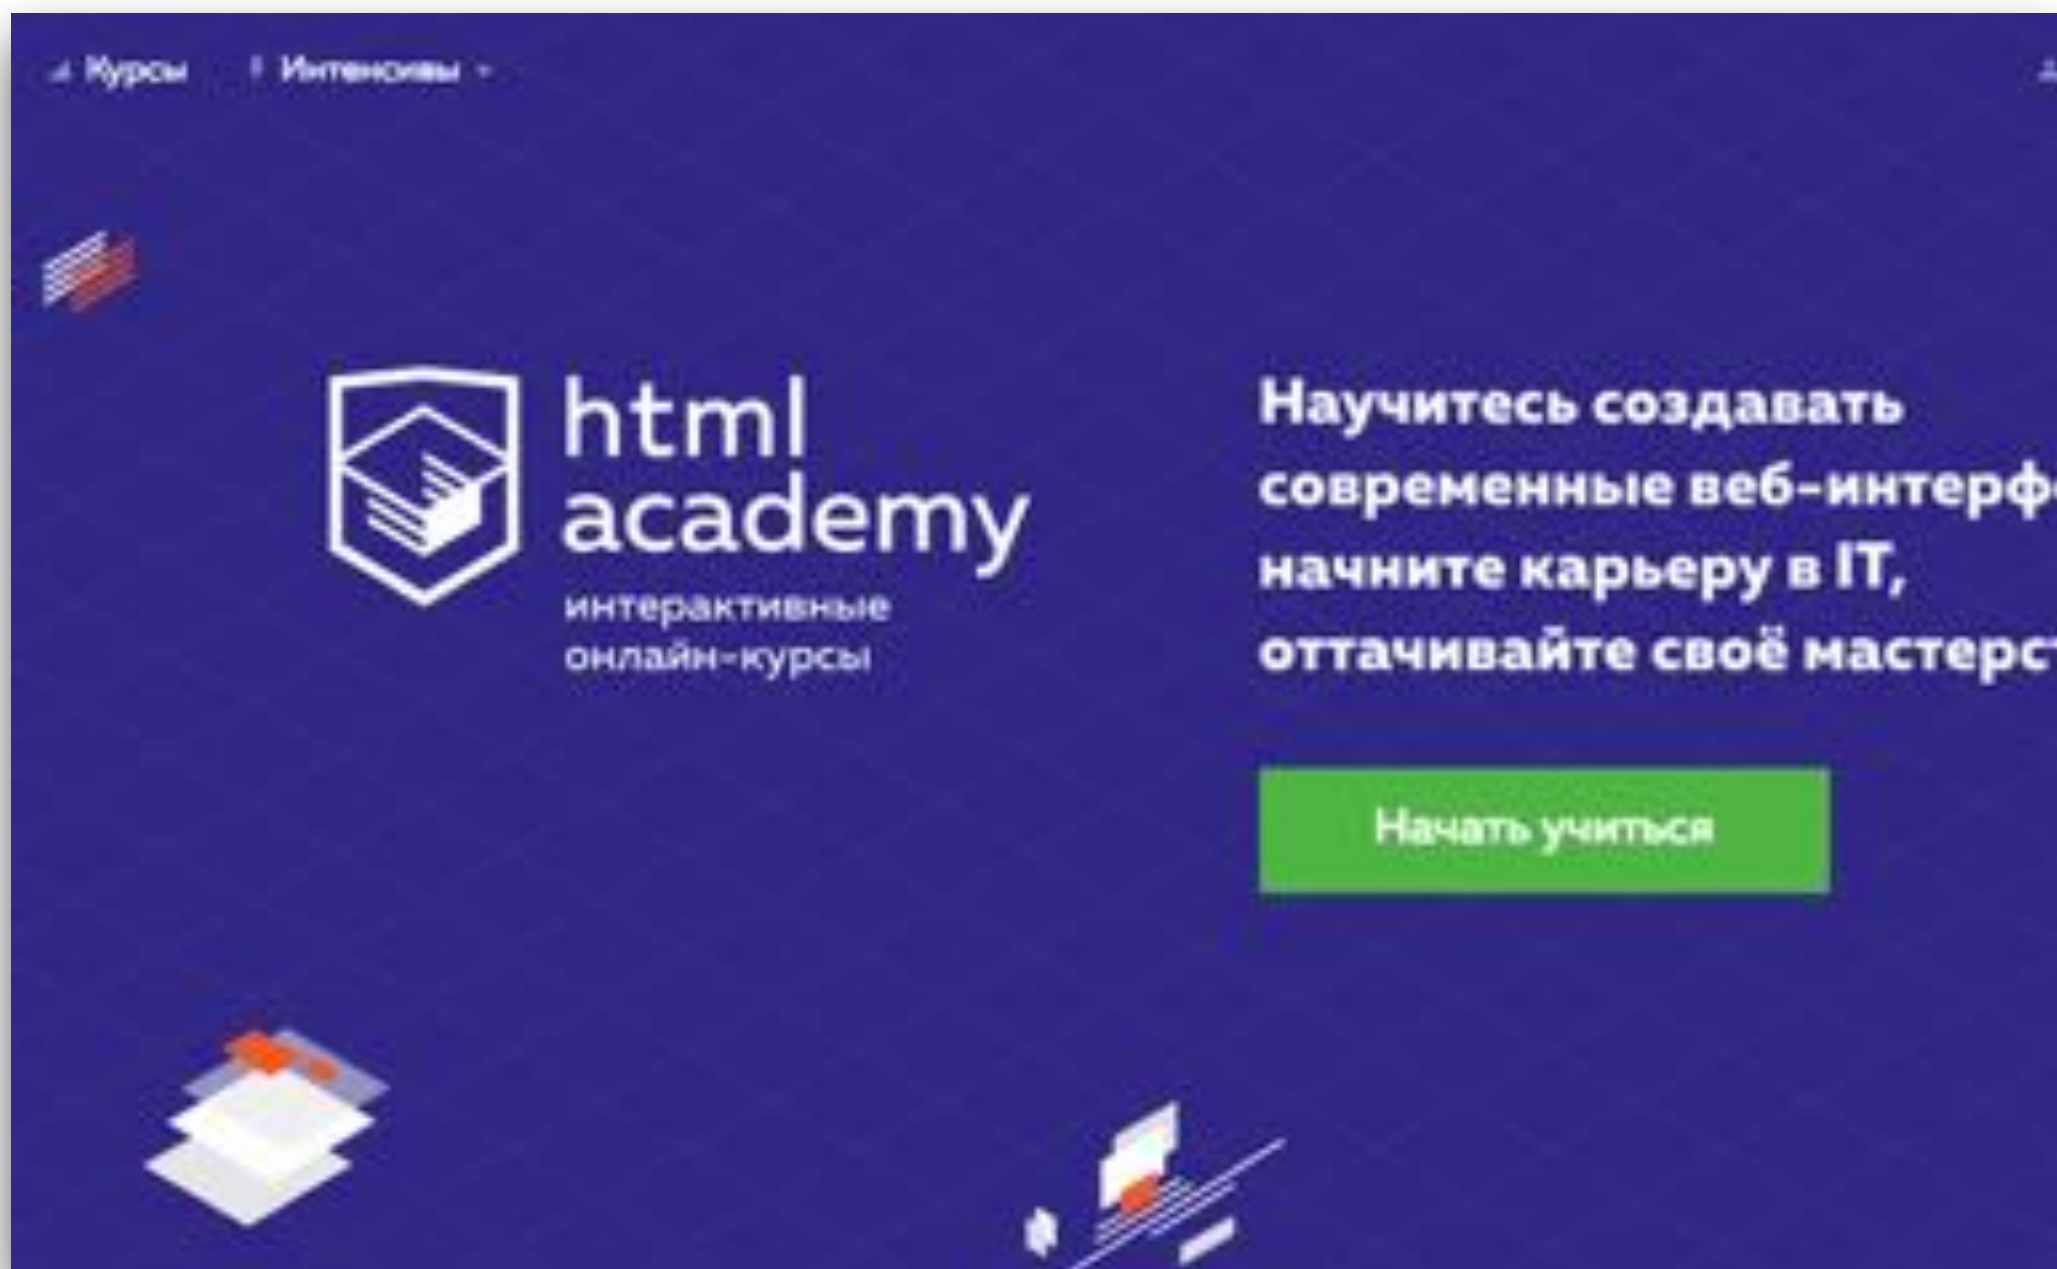 Курсы
Интенсивы
html
academy
интерактивные
онлайн-курсы
Научитесь создавать
современные веб-интерф
начните карьеру в IT,
оттачивайте своё мастерст
Начать учиться